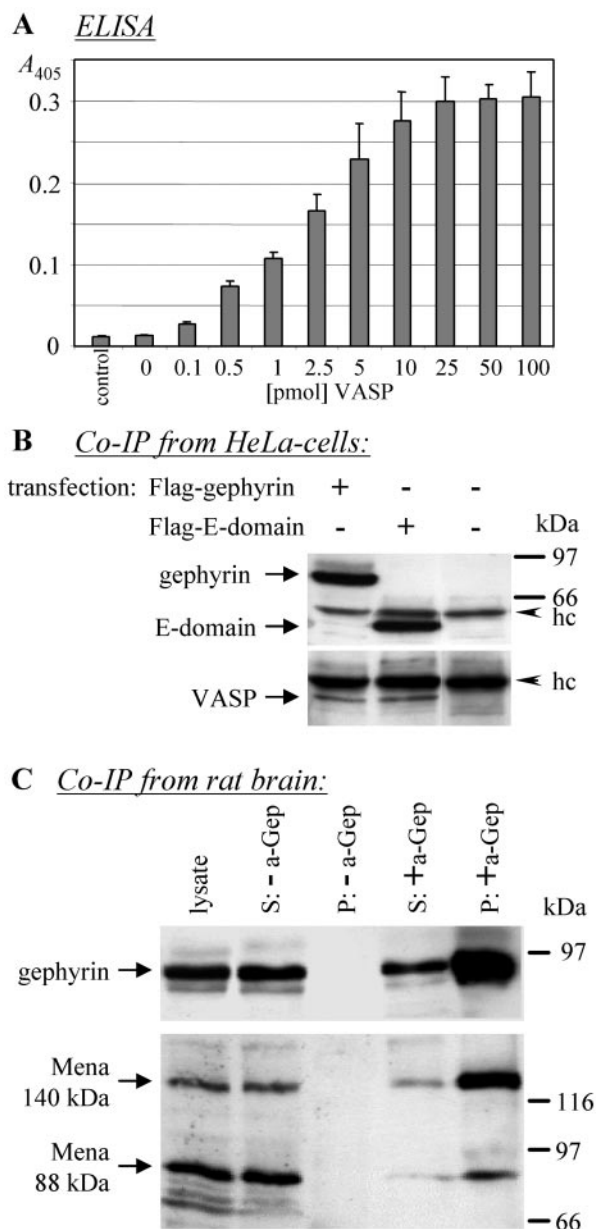 A ELISA
A405
0.3
0.2
0.1
0
control 0 0.1 0.5 1 2.5 5 10 25 50 100
[pmol] VASP
B Co-IP from HeLa-cells:
transfection: Flag-gephyrin + - -
Flag-E-domain - + - kDa
97
gephyrin
66
hc
E-domain
hc
VASP
C Co-IP from rat brain:
lysate S: - a-Gep P: - a-Gep S: +a-Gep P: +a-Gep
kDa
gephyrin 97
Mena
140 kDa
116
Mena 97
88 kDa
66